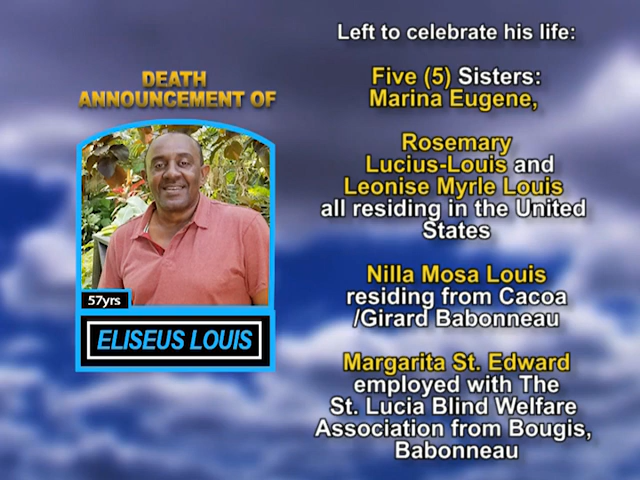 DEATH
ANNOUNCEMENT OF
57yrs
ELISEUS LOUIS
Left to celebrate his life:
Five (5) Sisters:
Marina Eugene,
Rosemary
Lucius-Louis and
Leonise Myrle Louis
all residing in the United
States
Nilla Mosa Louis
residing from Cacoa
/Girard Babonneau
Margarita St. Edward
employed with The
St. Lucia Blind Welfare
Association from Bougis,
Babonneau